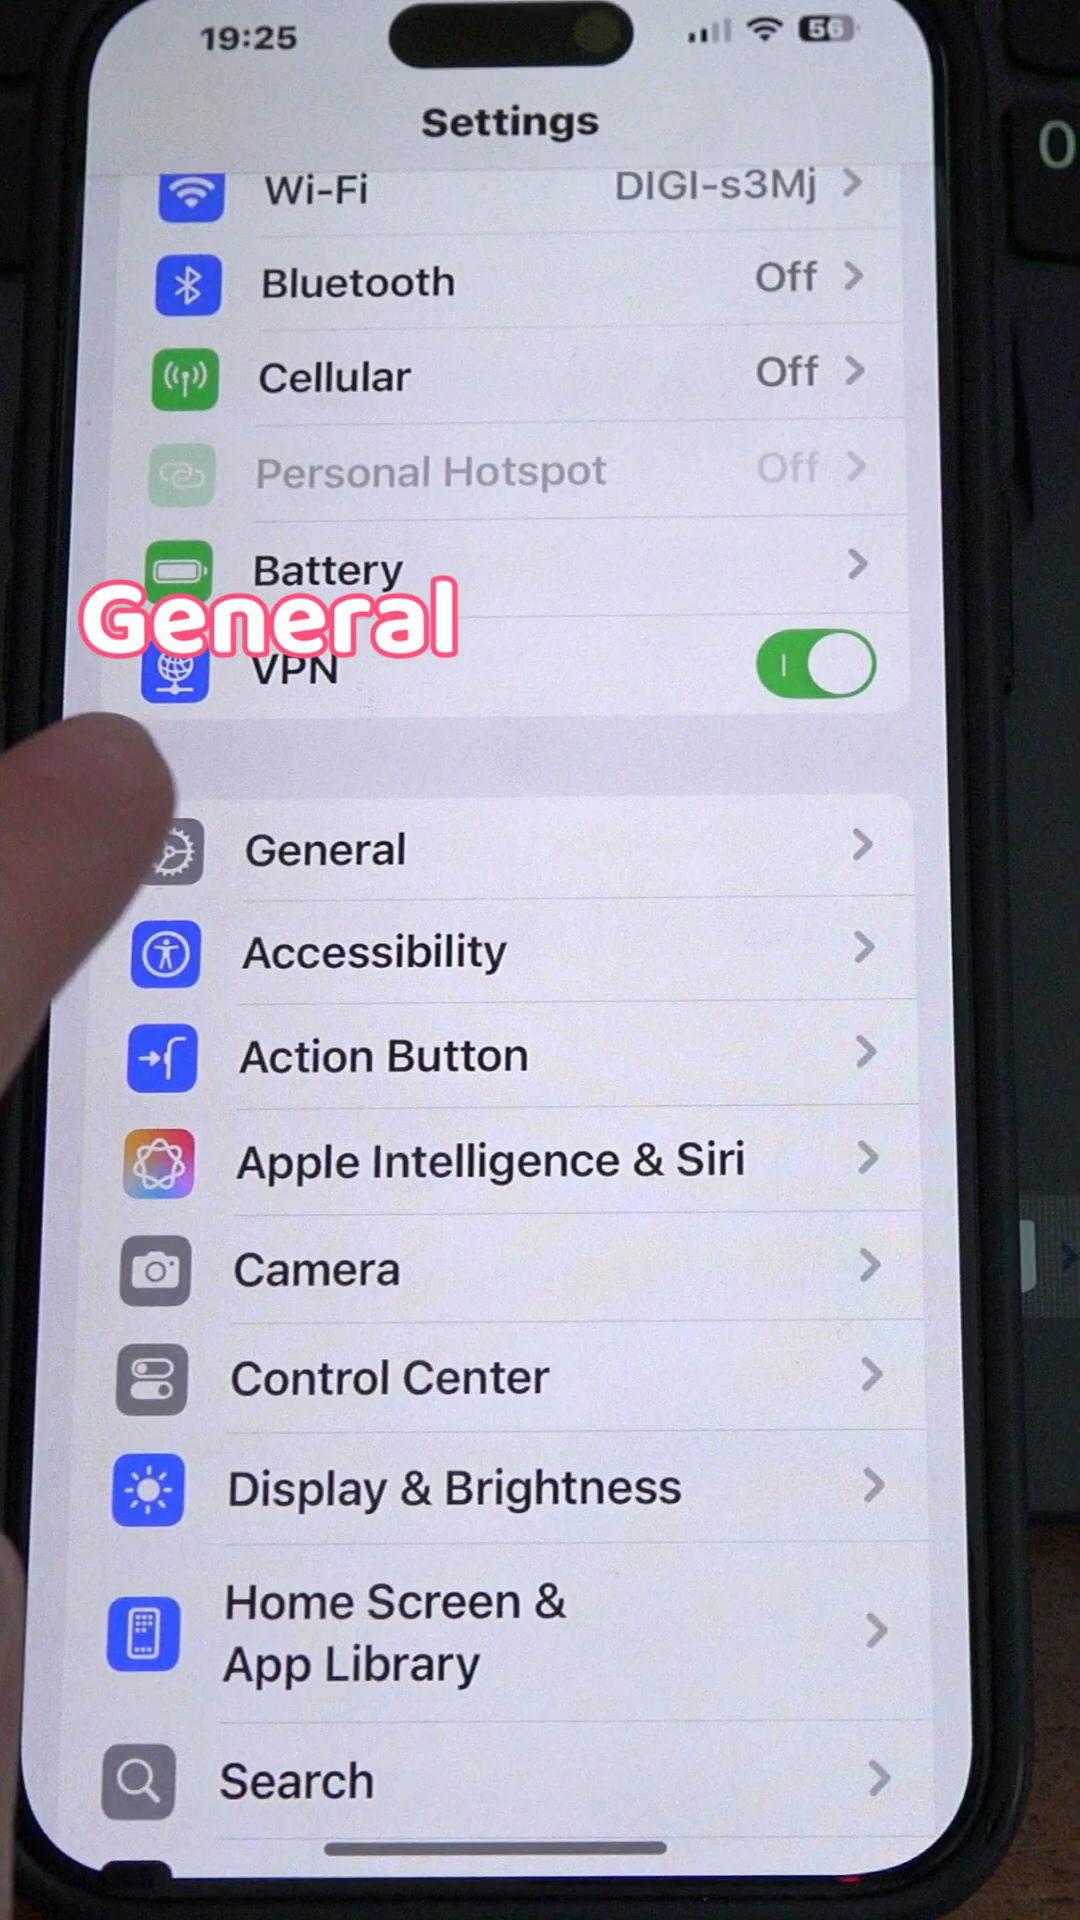 19:25
56
Settings
Wi-Fi DIGI-s3Mj
Bluetooth Off
Cellular Off
Personal Hotspot Off
Battery
General
VPN
General
Accessibility
Action Button
Apple Intelligence & Siri
Camera
Control Center
Display & Brightness
Home Screen &
App Library
Search